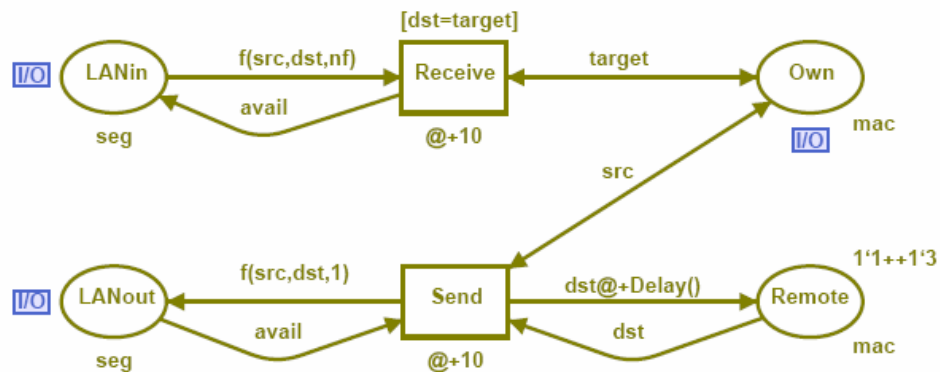 [dst=target]
I/O
LANin
f(src,dst,nf)
Receive
target
Own
avail
seg
@+10
I/O
mac
src
1‘1++1‘3
I/O
LANout
f(src,dst,1)
Send
dst@+Delay()
Remote
avail
dst
seg
@+10
mac